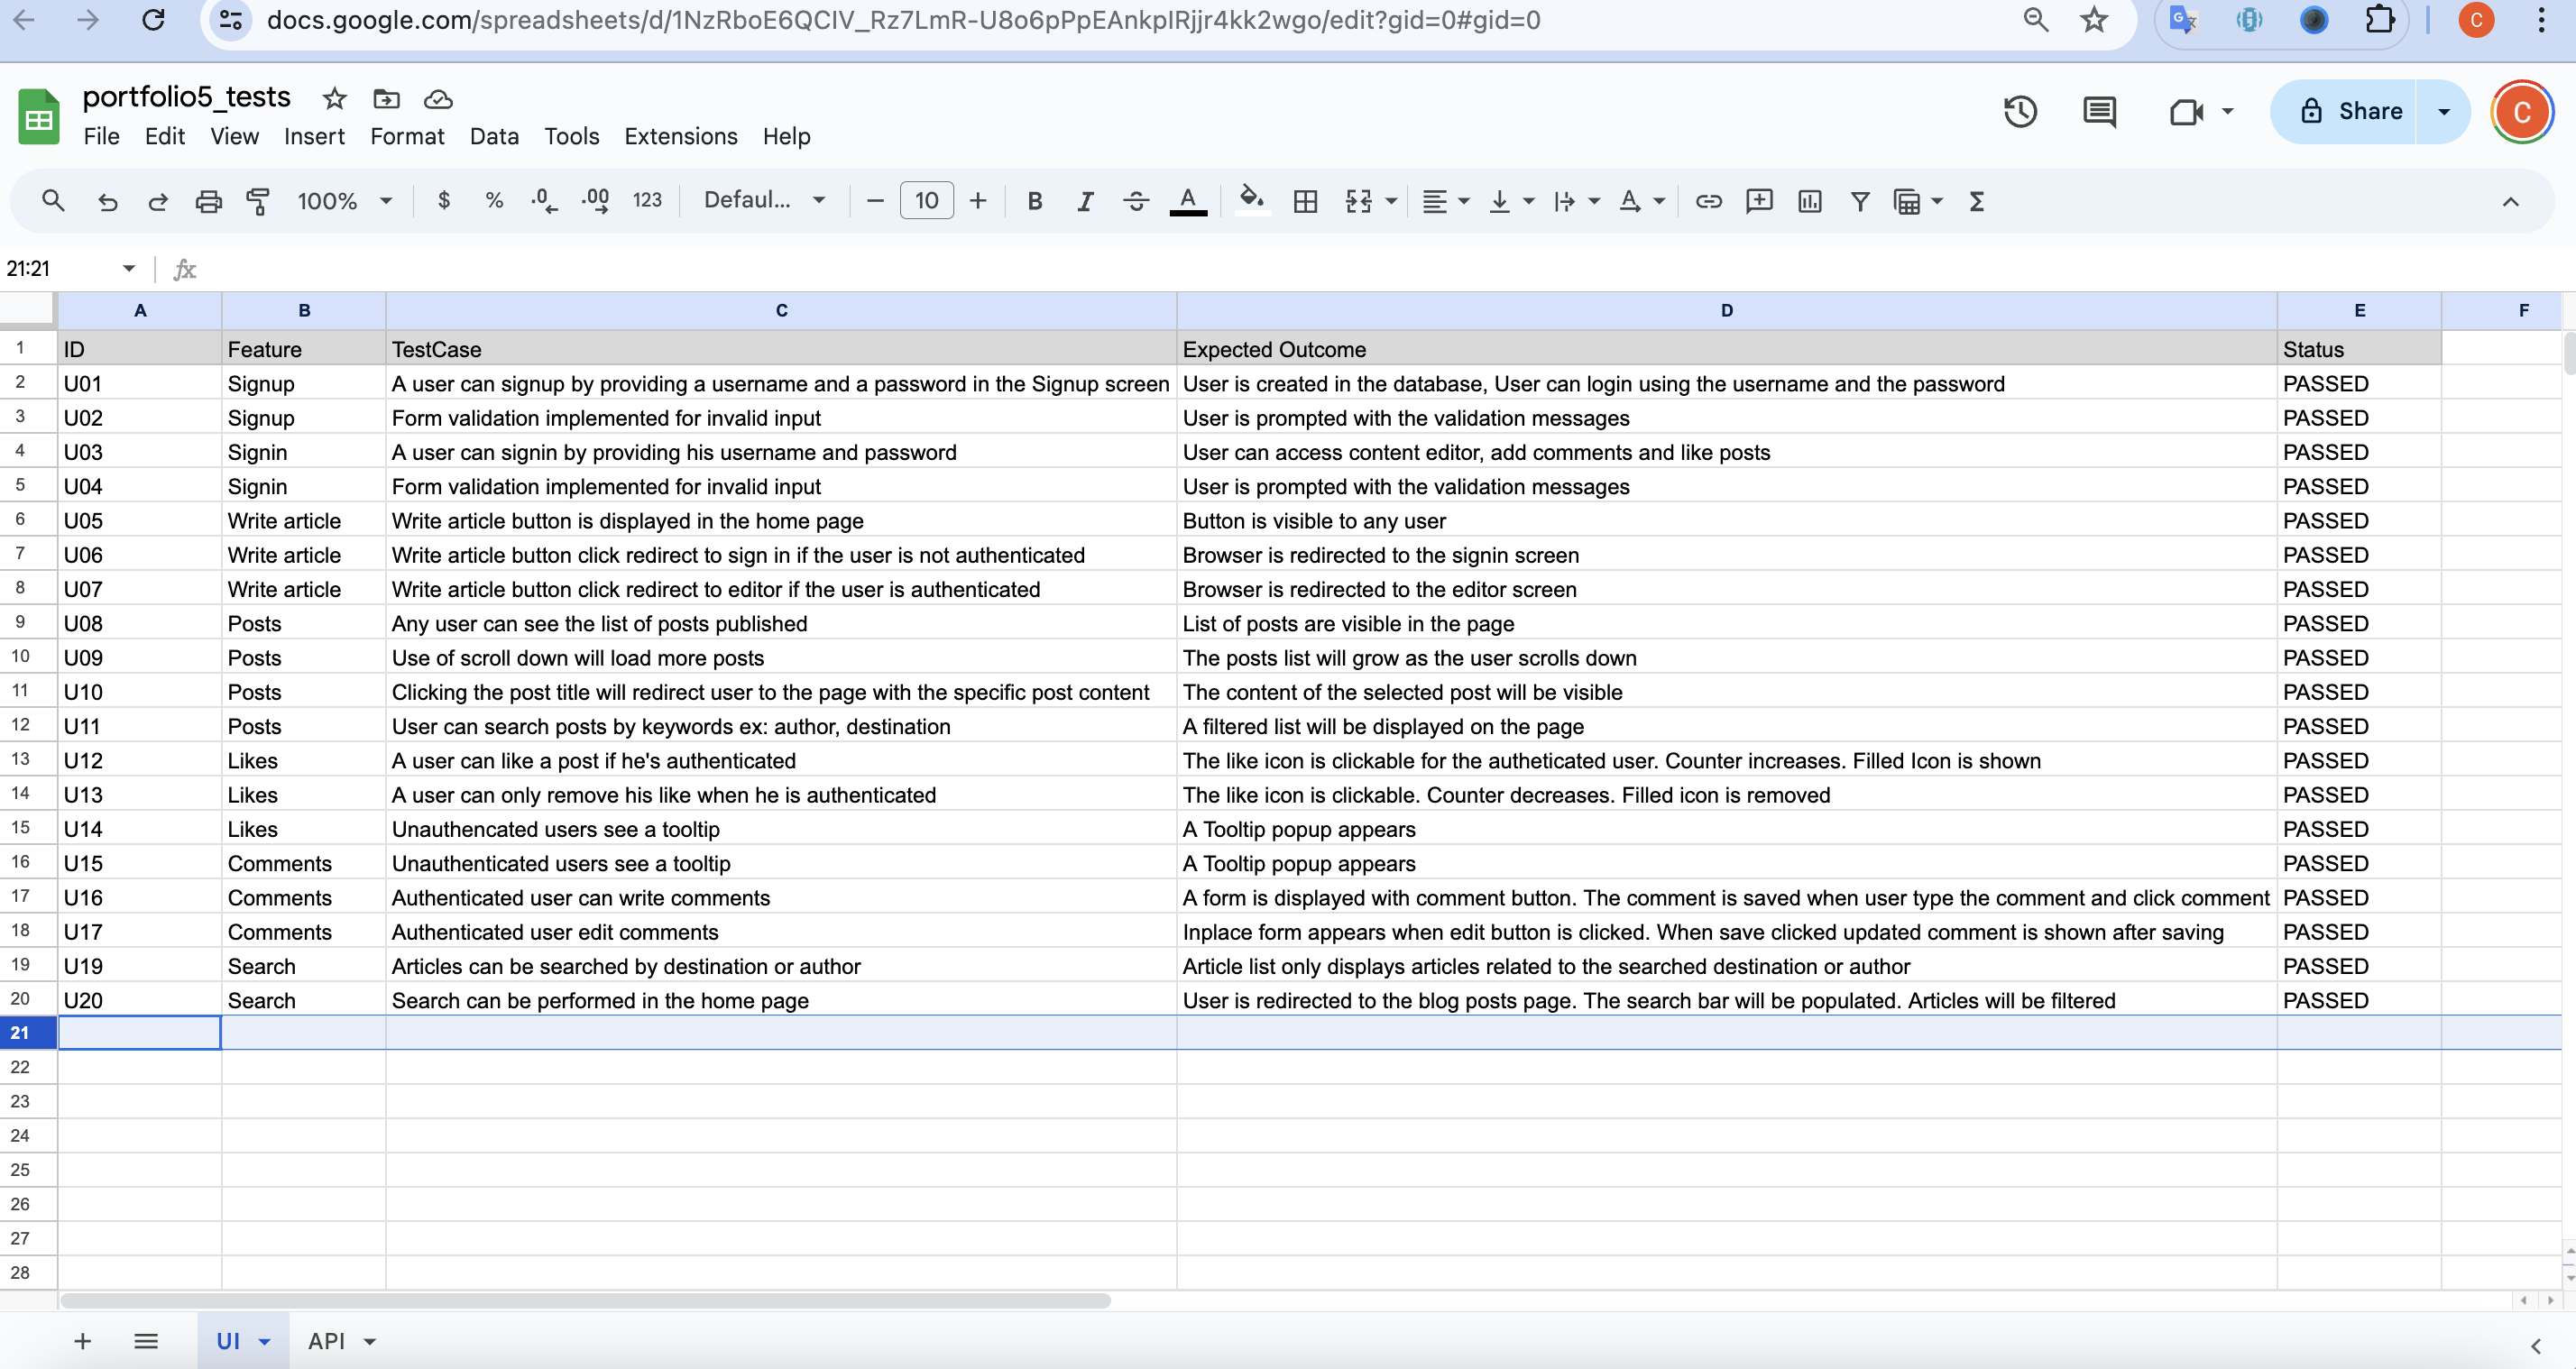 docs.google.com/spreadsheets/d/1NzRboE6QCIV_Rz7LmR-U8o6pPpEAnkpIRjjr4kk2wgo/edit?gid=0#gid=0
C
portfolio5_tests
File Edit View Insert Format Data Tools Extensions Help
Share
C
100% $ % .0 .00 123 Defaul... 10 B I A Σ
21:21 fx
A B C D E F
1 ID Feature TestCase Expected Outcome Status
2 U01 Signup A user can signup by providing a username and a password in the Signup screen User is created in the database, User can login using the username and the password PASSED
3 U02 Signup Form validation implemented for invalid input User is prompted with the validation messages PASSED
4 U03 Signin A user can signin by providing his username and password User can access content editor, add comments and like posts PASSED
5 U04 Signin Form validation implemented for invalid input User is prompted with the validation messages PASSED
6 U05 Write article Write article button is displayed in the home page Button is visible to any user PASSED
7 U06 Write article Write article button click redirect to sign in if the user is not authenticated Browser is redirected to the signin screen PASSED
8 U07 Write article Write article button click redirect to editor if the user is authenticated Browser is redirected to the editor screen PASSED
9 U08 Posts Any user can see the list of posts published List of posts are visible in the page PASSED
10 U09 Posts Use of scroll down will load more posts The posts list will grow as the user scrolls down PASSED
11 U10 Posts Clicking the post title will redirect user to the page with the specific post content The content of the selected post will be visible PASSED
12 U11 Posts User can search posts by keywords ex: author, destination A filtered list will be displayed on the page PASSED
13 U12 Likes A user can like a post if he's authenticated The like icon is clickable for the autheticated user. Counter increases. Filled Icon is shown PASSED
14 U13 Likes A user can only remove his like when he is authenticated The like icon is clickable. Counter decreases. Filled icon is removed PASSED
15 U14 Likes Unauthencated users see a tooltip A Tooltip popup appears PASSED
16 U15 Comments Unauthenticated users see a tooltip A Tooltip popup appears PASSED
17 U16 Comments Authenticated user can write comments A form is displayed with comment button. The comment is saved when user type the comment and click comment PASSED
18 U17 Comments Authenticated user edit comments Inplace form appears when edit button is clicked. When save clicked updated comment is shown after saving PASSED
19 U19 Search Articles can be searched by destination or author Article list only displays articles related to the searched destination or author PASSED
20 U20 Search Search can be performed in the home page User is redirected to the blog posts page. The search bar will be populated. Articles will be filtered PASSED
21
22
23
24
25
26
27
28
UI API